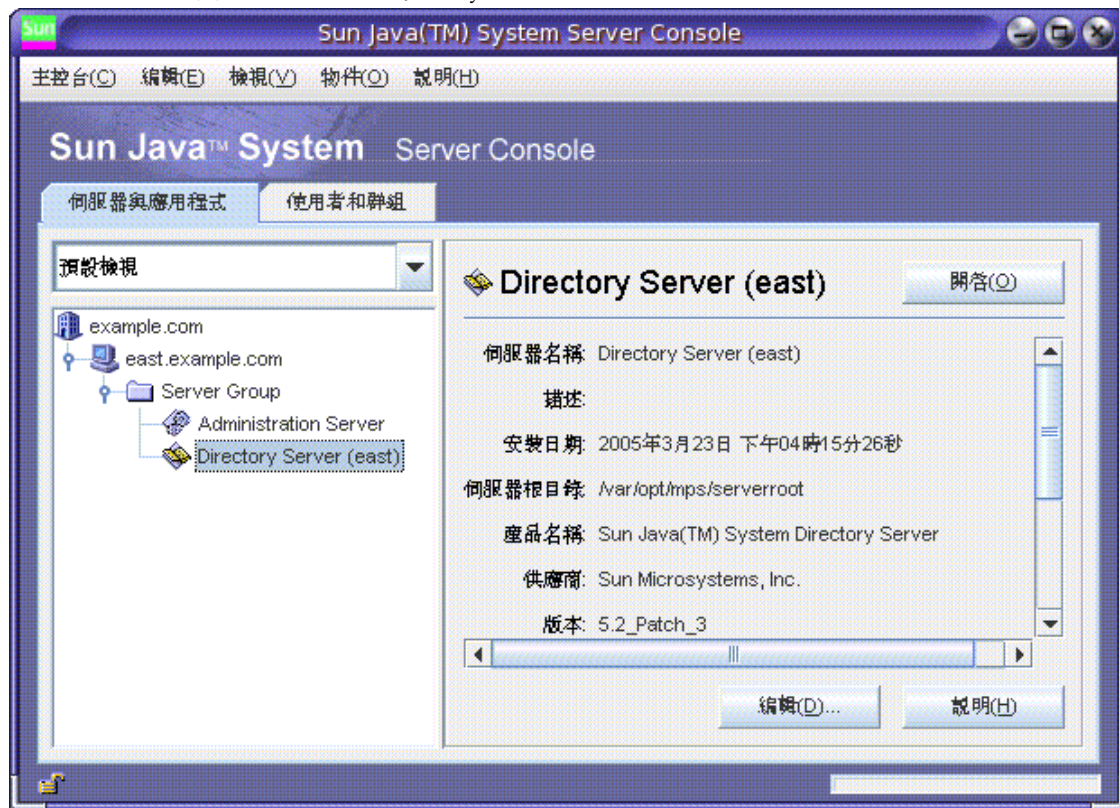 Sun
Sun Java(TM) System Server Console
主控台(C) 編輯(E) 檢視(V) 物件(O) 說明(H)
Sun Java™ System Server Console
伺服器與應用程式
使用者和群組
預設檢視
example.com
east.example.com
Server Group
Administration Server
Directory Server (east)
Directory Server (east)
開啟(O)
伺服器名稱: Directory Server (east)
描述:
安裝日期: 2005年3月23日 下午04時15分26秒
伺服器根目錄: /var/opt/mps/serverroot
產品名稱: Sun Java(TM) System Directory Server
供應商: Sun Microsystems, Inc.
版本: 5.2_Patch_3
編輯(D)...
說明(H)